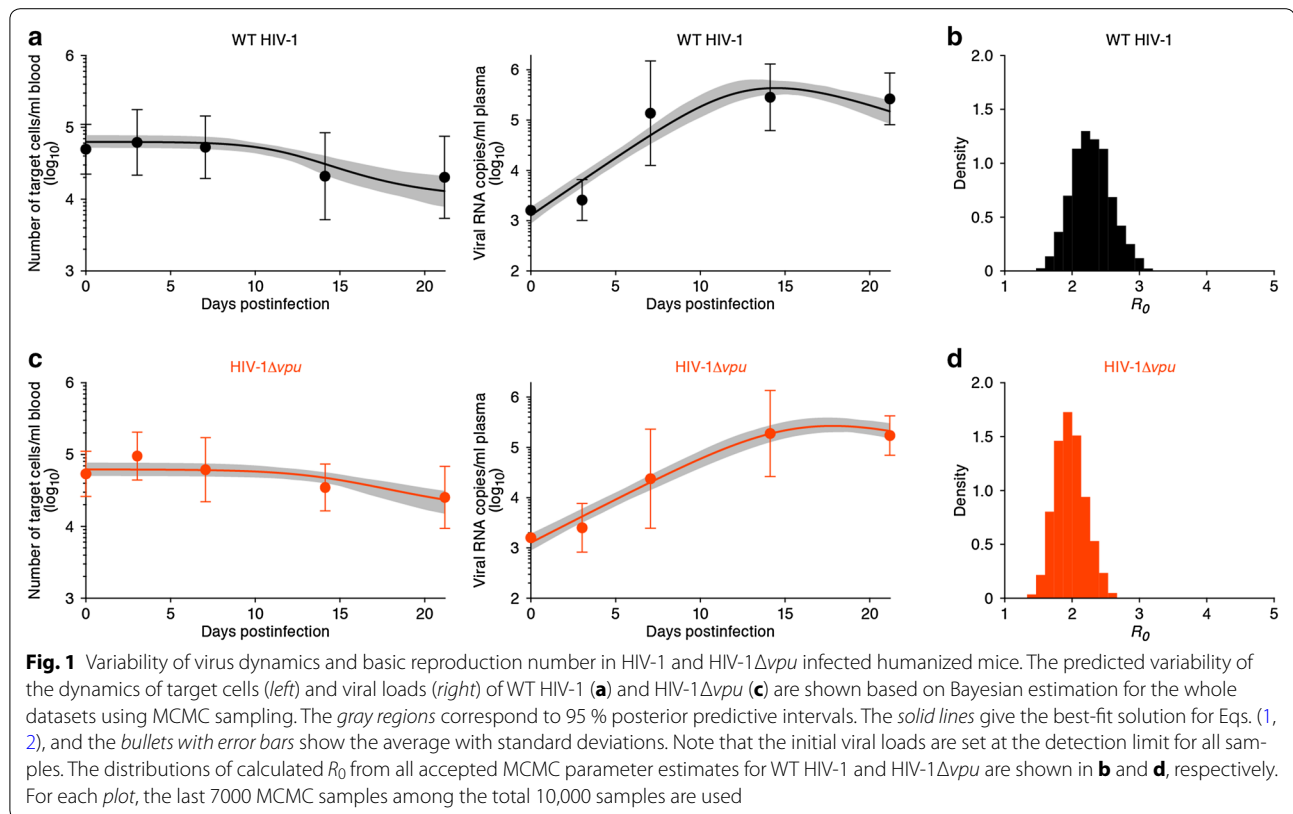 a
WT HIV-1
Number of target cells/ml blood
(log10)
6
5
4
3
0 5 10 15 20
Days postinfection
WT HIV-1
Viral RNA copies/ml plasma
(log10)
6
5
4
3
2
0 5 10 15 20
Days postinfection
b
WT HIV-1
Density
2.0
1.5
1.0
0.5
0
1 2 3 4 5
R0
c
HIV-1Δvpu
Number of target cells/ml blood
(log10)
6
5
4
3
0 5 10 15 20
Days postinfection
HIV-1Δvpu
Viral RNA copies/ml plasma
(log10)
6
5
4
3
2
0 5 10 15 20
Days postinfection
d
HIV-1Δvpu
Density
2.0
1.5
1.0
0.5
0
1 2 3 4 5
R0
Fig. 1 Variability of virus dynamics and basic reproduction number in HIV-1 and HIV-1Δvpu infected humanized mice. The predicted variability of
the dynamics of target cells (left) and viral loads (right) of WT HIV-1 (a) and HIV-1Δvpu (c) are shown based on Bayesian estimation for the whole
datasets using MCMC sampling. The gray regions correspond to 95 % posterior predictive intervals. The solid lines give the best-fit solution for Eqs. (1,
2), and the bullets with error bars show the average with standard deviations. Note that the initial viral loads are set at the detection limit for all sam-
ples. The distributions of calculated R0 from all accepted MCMC parameter estimates for WT HIV-1 and HIV-1Δvpu are shown in b and d, respectively.
For each plot, the last 7000 MCMC samples among the total 10,000 samples are used